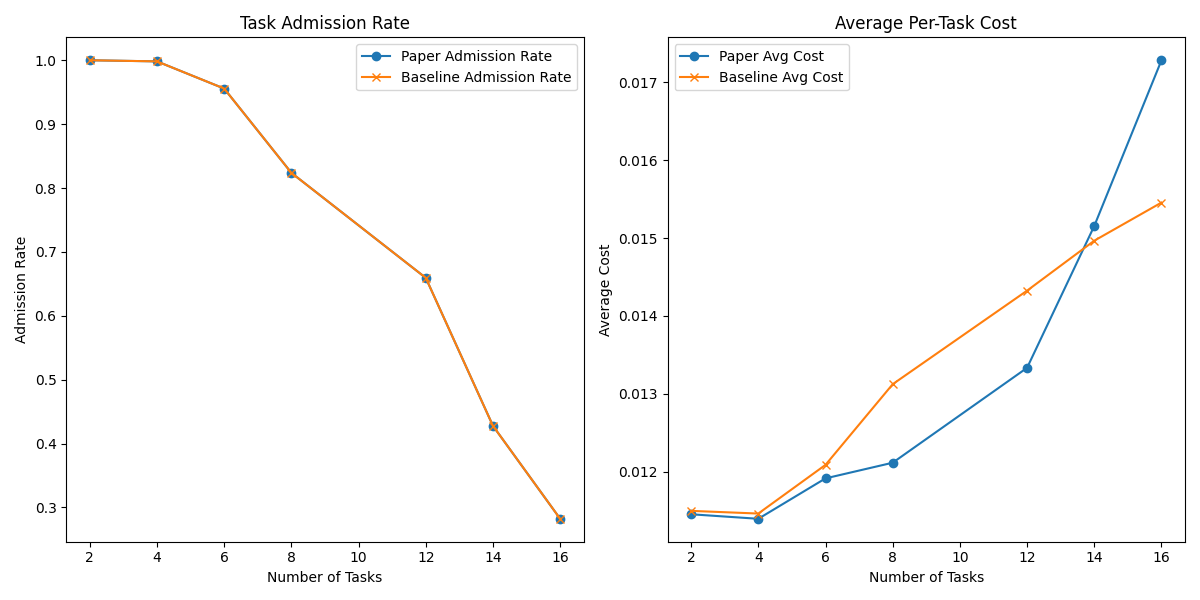 Task Admission Rate
Paper Admission Rate
Baseline Admission Rate
Admission Rate
1.0
0.9
0.8
0.7
0.6
0.5
0.4
0.3
2 4 6 8 10 12 14 16
Number of Tasks
Average Per-Task Cost
Paper Avg Cost
Baseline Avg Cost
Average Cost
0.017
0.016
0.015
0.014
0.013
0.012
2 4 6 8 10 12 14 16
Number of Tasks